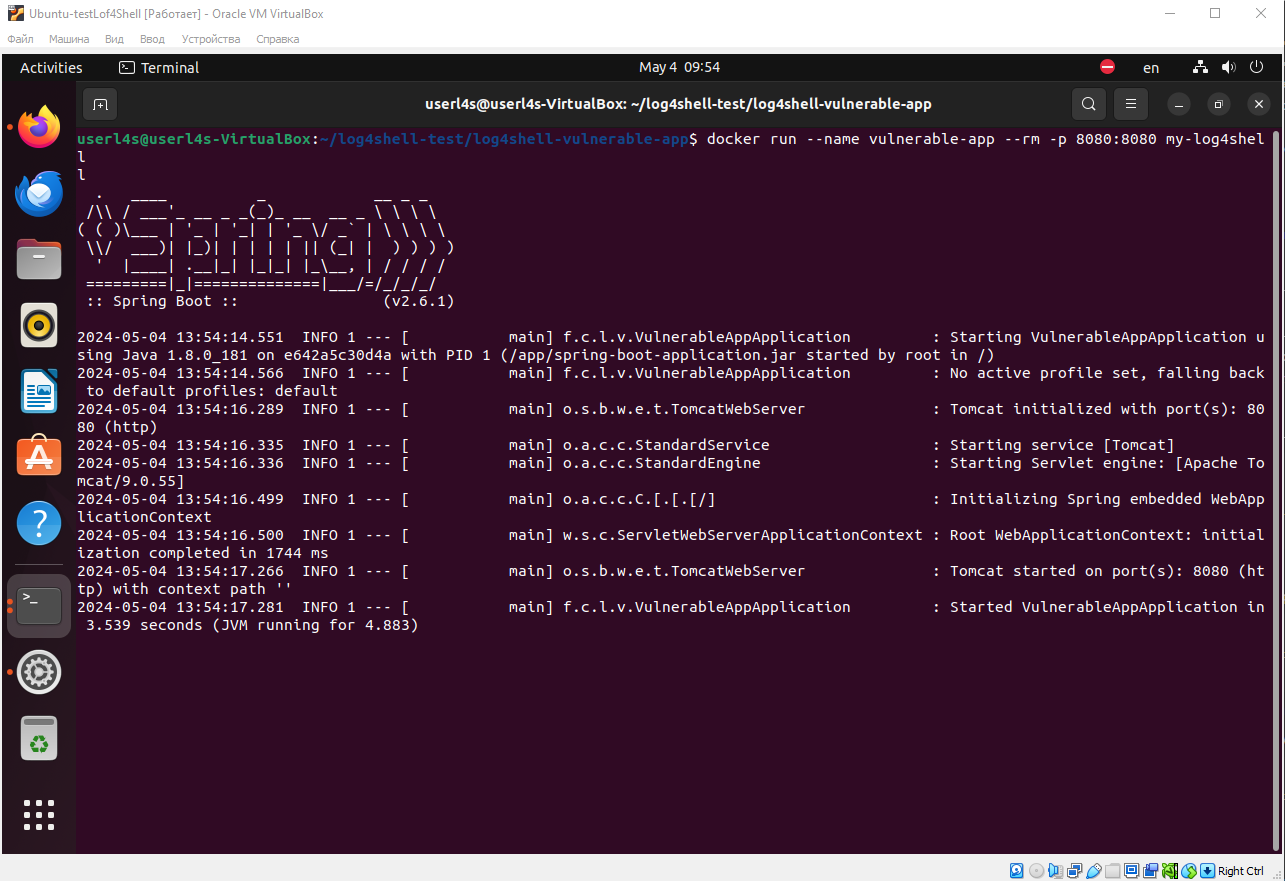 Ubuntu-testLof4Shell [Работает] - Oracle VM VirtualBox
Файл Машина Вид Ввод Устройства Справка
Activities Terminal May 4 09:54 en
userl4s@userl4s-VirtualBox: ~/log4shell-test/log4shell-vulnerable-app
userl4s@userl4s-VirtualBox:~/log4shell-test/log4shell-vulnerable-app$ docker run --name vulnerable-app --rm -p 8080:8080 my-log4shel
l
l
  .   ____          _            __ _ _
 /\\ / ___'_ __ _ _(_)_ __  __ _ \ \ \ \
( ( )\___ | '_ | '_| | '_ \/ _` | \ \ \ \
 \\/  ___)| |_)| | | | | || (_| |  ) ) ) )
  '  |____| .__|_| |_|_| |_\__, | / / / /
 =========|_|==============|___/=/_/_/_/
 :: Spring Boot ::                (v2.6.1)
2024-05-04 13:54:14.551  INFO 1 --- [           main] f.c.l.v.VulnerableAppApplication         : Starting VulnerableAppApplication u
sing Java 1.8.0_181 on e642a5c30d4a with PID 1 (/app/spring-boot-application.jar started by root in /)
2024-05-04 13:54:14.566  INFO 1 --- [           main] f.c.l.v.VulnerableAppApplication         : No active profile set, falling back
 to default profiles: default
2024-05-04 13:54:16.289  INFO 1 --- [           main] o.s.b.w.e.t.TomcatWebServer              : Tomcat initialized with port(s): 80
80 (http)
2024-05-04 13:54:16.335  INFO 1 --- [           main] o.a.c.c.StandardService                  : Starting service [Tomcat]
2024-05-04 13:54:16.336  INFO 1 --- [           main] o.a.c.c.StandardEngine                   : Starting Servlet engine: [Apache To
mcat/9.0.55]
2024-05-04 13:54:16.499  INFO 1 --- [           main] o.a.c.c.C.[.[.[/]                        : Initializing Spring embedded WebApp
licationContext
2024-05-04 13:54:16.500  INFO 1 --- [           main] w.s.c.ServletWebServerApplicationContext : Root WebApplicationContext: initial
ization completed in 1744 ms
2024-05-04 13:54:17.266  INFO 1 --- [           main] o.s.b.w.e.t.TomcatWebServer              : Tomcat started on port(s): 8080 (ht
tp) with context path ''
2024-05-04 13:54:17.281  INFO 1 --- [           main] f.c.l.v.VulnerableAppApplication         : Started VulnerableAppApplication in
 3.539 seconds (JVM running for 4.883)
Right Ctrl